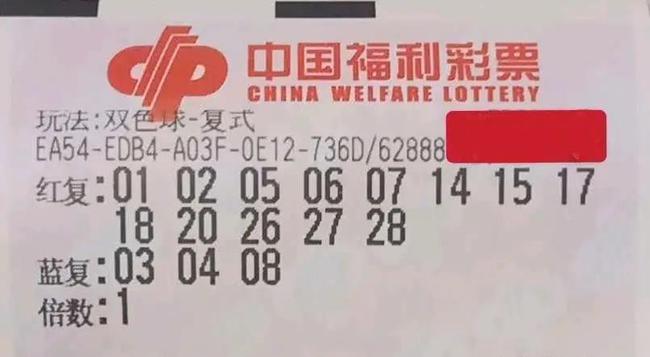 中国福利彩票
CHINA WELFARE LOTTERY
玩法:双色球-复式
EA54-EDB4-A03F-0E12-736D/62888
红复:01 02 05 06 07 14 15 17
18 20 26 27 28
蓝复:03 04 08
倍数:1